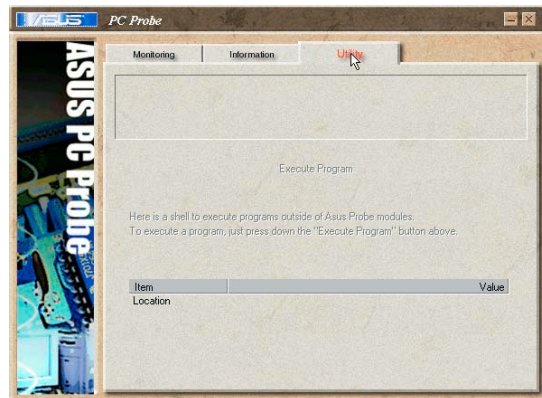 ASUS PC Probe
Monitoring Information Utility
ASUS PC Probe
Execute Program
Here is a shell to execute programs outside of Asus Probe modules.
To execute a program, just press down the "Execute Program" button above.
Item Value
Location